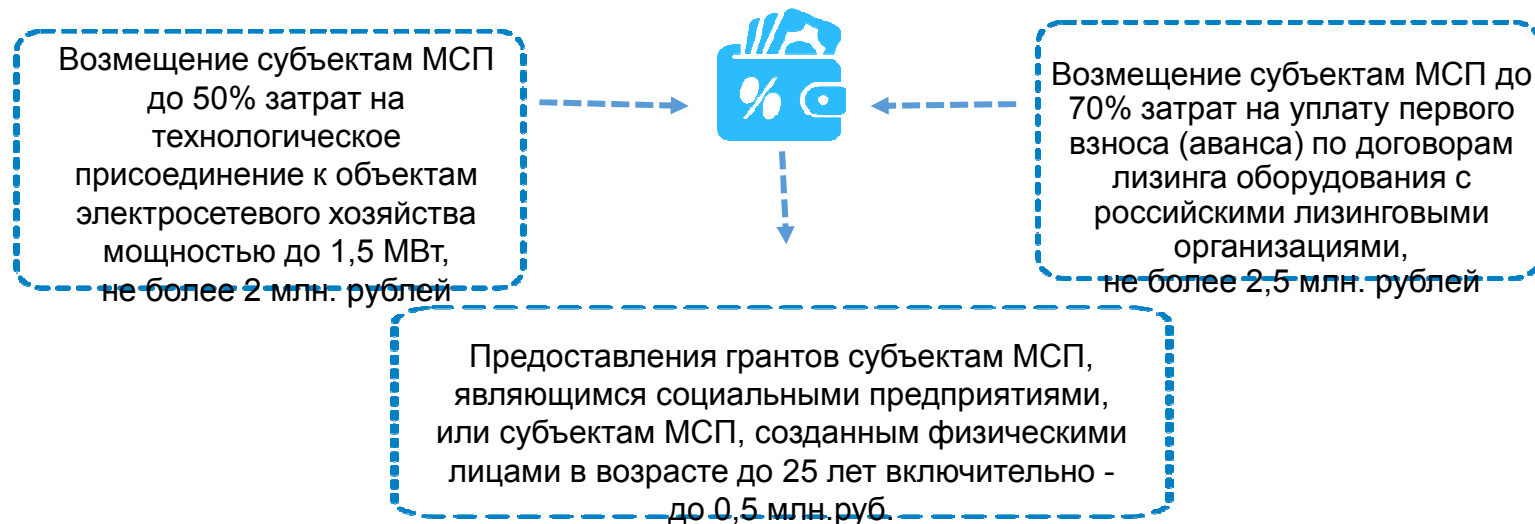 Возмещение субъектам МСП
до 50% затрат на
технологическое
присоединение к объектам
электросетевого хозяйства
мощностью до 1,5 МВт,
не более 2 млн. рублей
%
Возмещение субъектам МСП до
70% затрат на уплату первого
взноса (аванса) по договорам
лизинга оборудования с
российскими лизинговыми
организациями,
не более 2,5 млн. рублей
Предоставления грантов субъектам МСП,
являющимся социальными предприятиями,
или субъектам МСП, созданным физическими
лицами в возрасте до 25 лет включительно -
до 0,5 млн.руб.